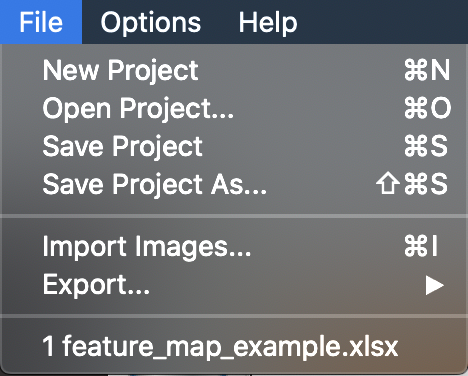 File Options Help
New Project ⌘N
Open Project... ⌘O
Save Project ⌘S
Save Project As... ⇧⌘S
Import Images... ⌘I
Export... ▶
1 feature_map_example.xlsx